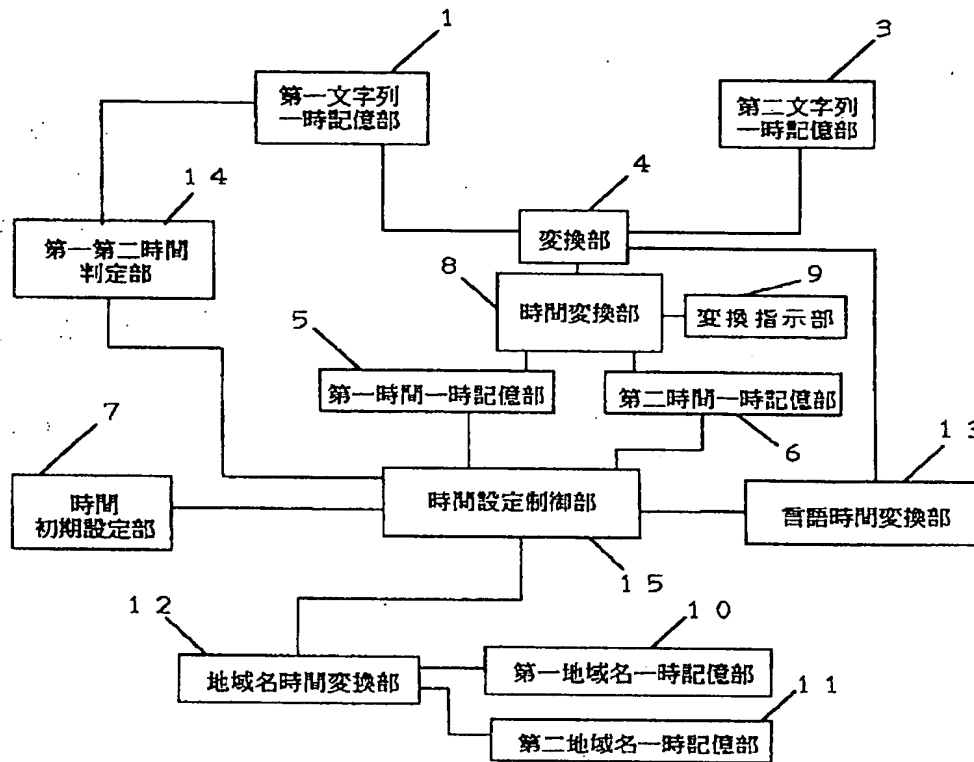 1
3
第一文字列
一時記億部
第二文字列
一時記億部
14
4
第一第二時間
判定部
変換部
8
9
時間変換部
変換指示部
5
第一時間一時記億部
第二時間一時記億部
7
6
13
時間
初期設定部
時間設定制御部
言語時間変換部
12
15
10
地域名時間変換部
第一地域名一時記億部
11
第二地域名一時記億部